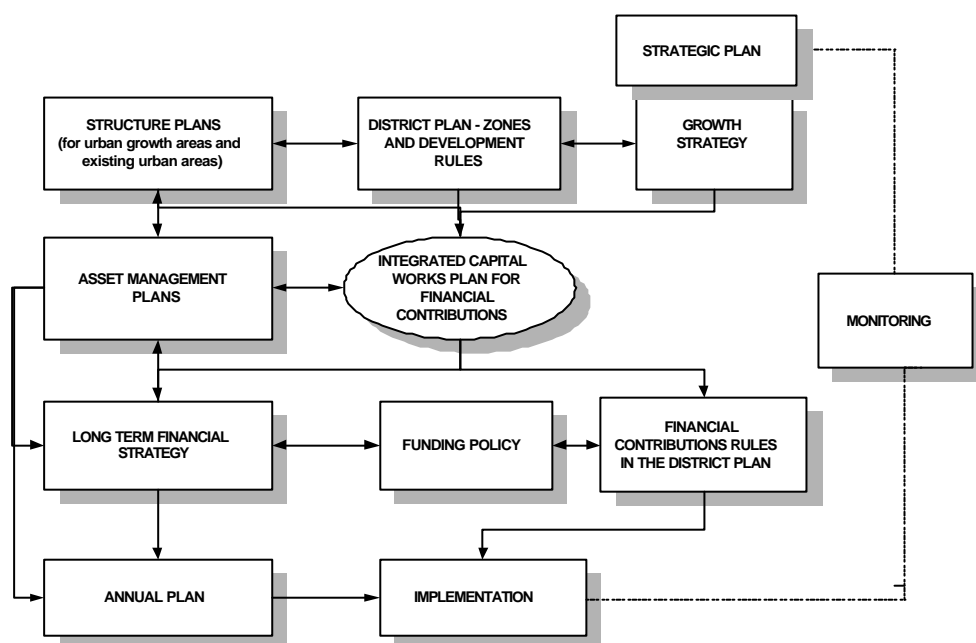 STRATEGIC PLAN
STRUCTURE PLANS
(for urban growth areas and
existing urban areas)
DISTRICT PLAN - ZONES
AND DEVELOPMENT
RULES
GROWTH
STRATEGY
ASSET MANAGEMENT
PLANS
INTEGRATED CAPITAL
WORKS PLAN FOR
FINANCIAL
CONTRIBUTIONS
MONITORING
LONG TERM FINANCIAL
STRATEGY
FUNDING POLICY
FINANCIAL
CONTRIBUTIONS RULES
IN THE DISTRICT PLAN
ANNUAL PLAN
IMPLEMENTATION